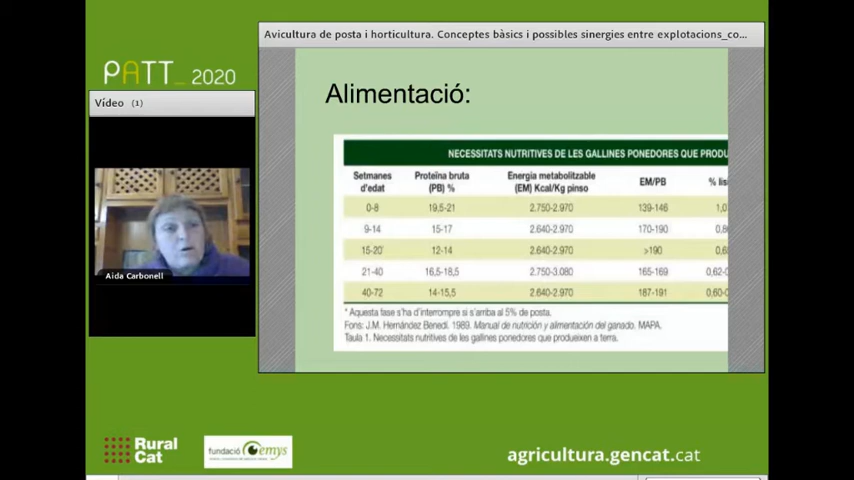 PATT_ 2020
Avicultura de posta i horticultura. Conceptes bàsics i possibles sinergies entre explotacions_co...
Vídeo (1)
Aida Carbonell
Alimentació:
NECESSITATS NUTRITIVES DE LES GALLINES PONEDORES QUE PRODU
Setmanes d'edat Proteïna bruta (PB) % Energia metabolitzable (EM) Kcal/Kg pinso EM/PB % lis
0-8 19,5-21 2.750-2.970 139-146 1,0
9-14 15-17 2.640-2.970 170-190 0,8
15-20* 12-14 2.640-2.970 >190 0,6
21-40 16,5-18,5 2.750-3.080 165-169 0,62-0
40-72 14-15,5 2.640-2.970 187-191 0,60-0
* Aquesta fase s'ha d'interrompre si s'arriba al 5% de posta.
Fons: J.M. Hernández Benedí. 1989. Manual de nutrición y alimentación del ganado. MAPA.
Taula 1. Necessitats nutritives de les gallines ponedores que produeixen a terra.
Rural Cat
fundació emys
agricultura.gencat.cat